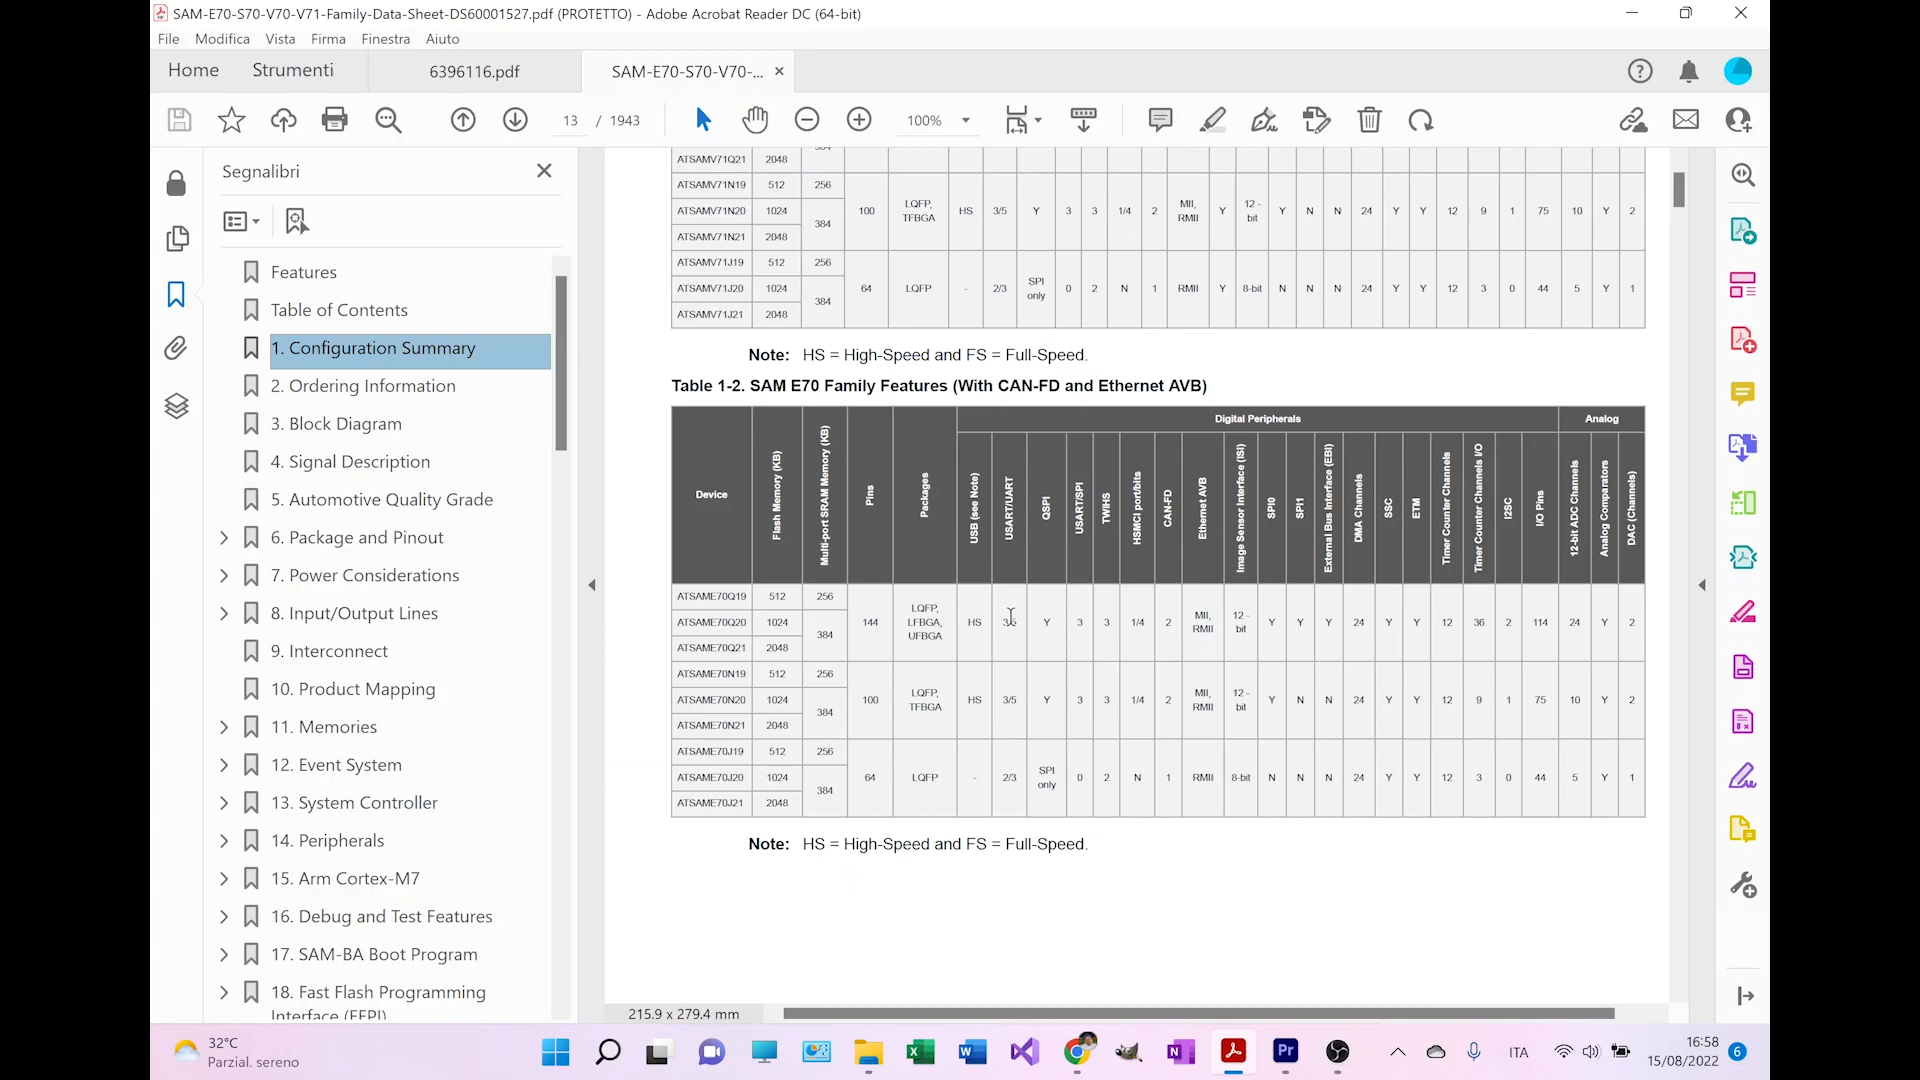 SAM-E70-S70-V70-V71-Family-Data-Sheet-DS60001527.pdf (PROTETTO) - Adobe Acrobat Reader DC (64-bit)
File Modifica Vista Firma Finestra Aiuto
Home Strumenti 6396116.pdf SAM-E70-S70-V70-...
13 / 1943 100%
Segnalibri
Features
Table of Contents
1. Configuration Summary
2. Ordering Information
3. Block Diagram
4. Signal Description
5. Automotive Quality Grade
6. Package and Pinout
7. Power Considerations
8. Input/Output Lines
9. Interconnect
10. Product Mapping
11. Memories
12. Event System
13. System Controller
14. Peripherals
15. Arm Cortex-M7
16. Debug and Test Features
17. SAM-BA Boot Program
18. Fast Flash Programming
Interface (FFPI)
384
ATSAMV71Q21 2048
ATSAMV71N19 512 256
ATSAMV71N20 1024 384 100 LQFP, TFBGA HS 3/5 Y 3 3 1/4 2 MII, RMII Y 12 - bit Y N N 24 Y Y 12 9 1 75 10 Y 2
ATSAMV71N21 2048
ATSAMV71J19 512 256
ATSAMV71J20 1024 384 64 LQFP - 2/3 SPI only 0 2 N 1 RMII Y 8-bit N N N 24 Y Y 12 3 0 44 5 Y 1
ATSAMV71J21 2048
Note: HS = High-Speed and FS = Full-Speed.
Table 1-2. SAM E70 Family Features (With CAN-FD and Ethernet AVB)
Digital Peripherals Analog
Device Flash Memory (KB) Multi-port SRAM Memory (KB) Pins Packages USB (see Note) USART/UART QSPI USART/SPI TWIHS HSMCI port/bits CAN-FD Ethernet AVB Image Sensor Interface (ISI) SPI0 SPI1 External Bus Interface (EBI) DMA Channels SSC ETM Timer Counter Channels Timer Counter Channels I/O I2SC I/O Pins 12-bit ADC Channels Analog Comparators DAC (Channels)
ATSAME70Q19 512 256
ATSAME70Q20 1024 384 144 LQFP, LFBGA, UFBGA HS 3/5 Y 3 3 1/4 2 MII, RMII 12 - bit Y Y Y 24 Y Y 12 36 2 114 24 Y 2
ATSAME70Q21 2048
ATSAME70N19 512 256
ATSAME70N20 1024 384 100 LQFP, TFBGA HS 3/5 Y 3 3 1/4 2 MII, RMII 12 - bit Y N N 24 Y Y 12 9 1 75 10 Y 2
ATSAME70N21 2048
ATSAME70J19 512 256
ATSAME70J20 1024 384 64 LQFP - 2/3 SPI only 0 2 N 1 RMII 8-bit N N N 24 Y Y 12 3 0 44 5 Y 1
ATSAME70J21 2048
Note: HS = High-Speed and FS = Full-Speed.
215.9 x 279.4 mm
32°C
Parzial. sereno
ITA
16:58
15/08/2022
6